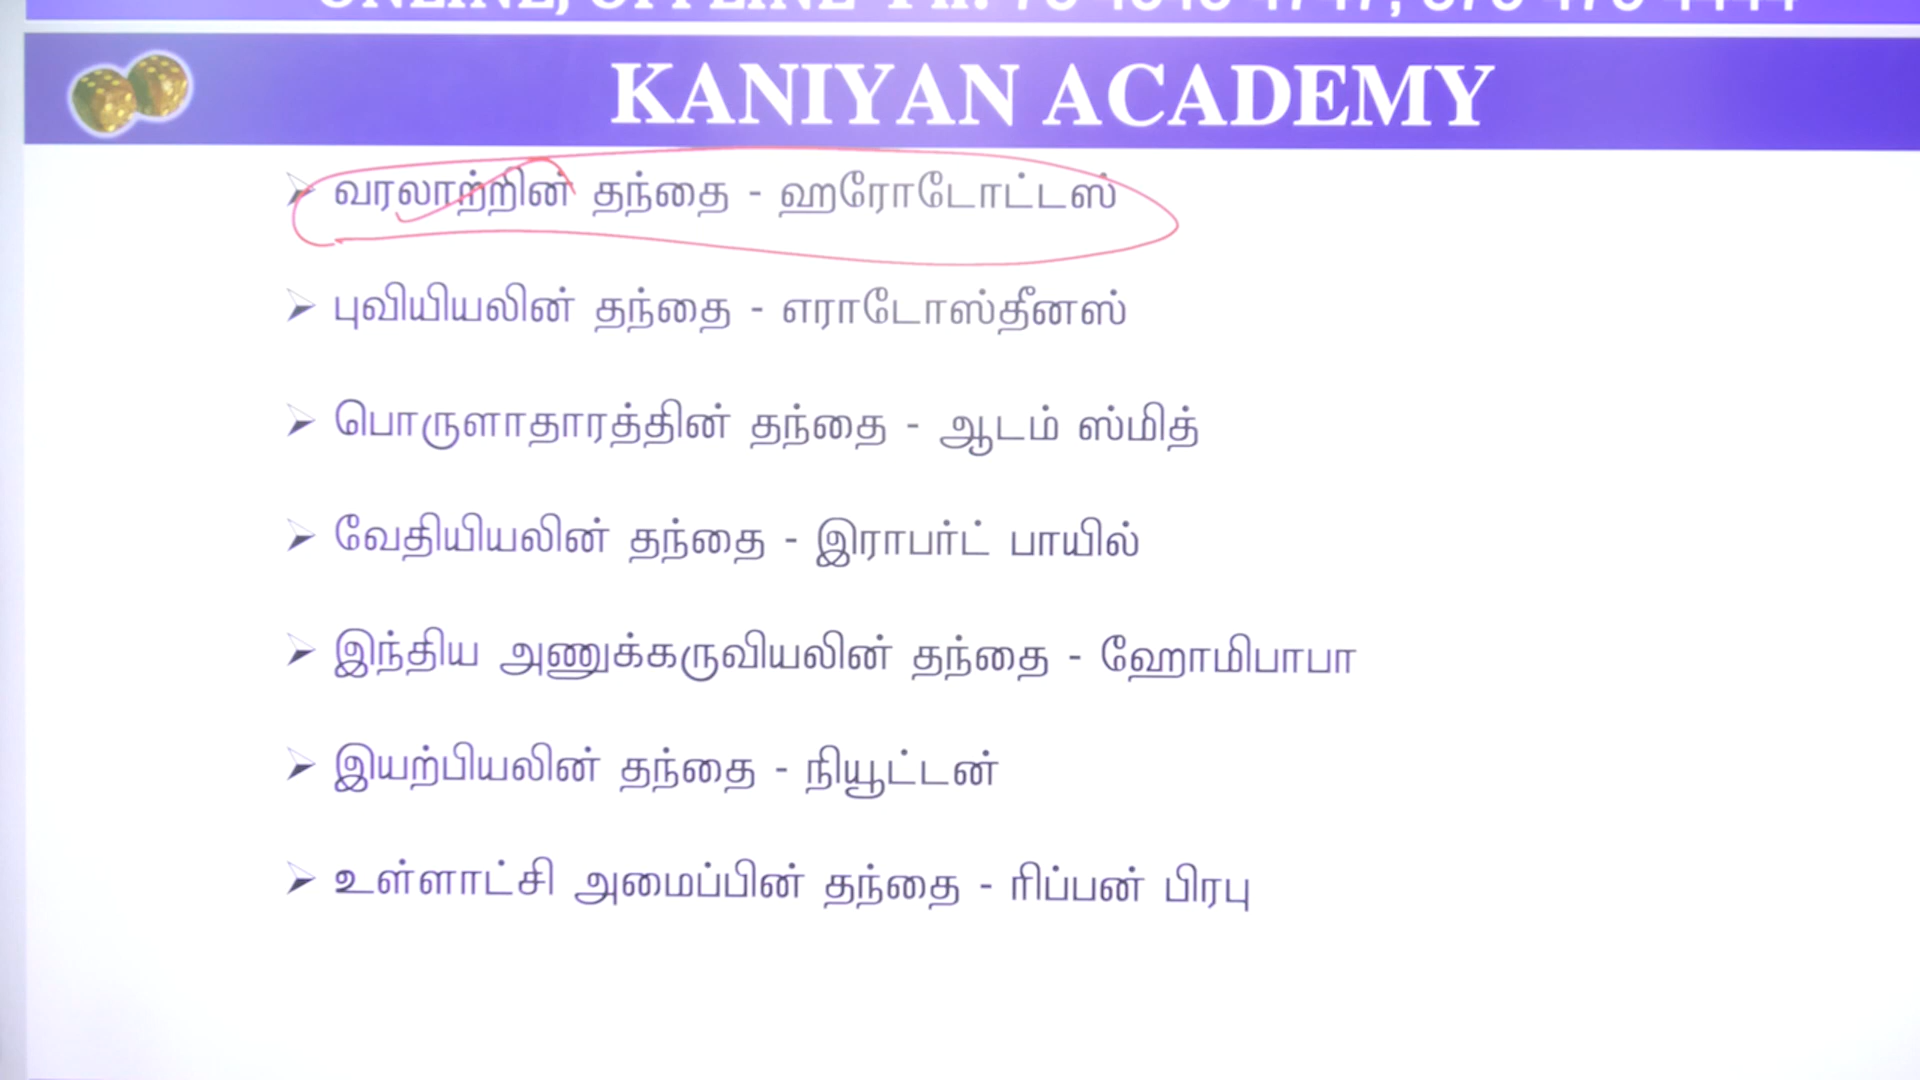 KANIYAN ACADEMY
வரலாற்றின் தந்தை - ஹரோடோட்டஸ்
புவியியலின் தந்தை - எராடோஸ்தீனஸ்
பொருளாதாரத்தின் தந்தை - ஆடம் ஸ்மித்
வேதியியலின் தந்தை - இராபர்ட் பாயில்
இந்திய அணுக்கருவியலின் தந்தை - ஹோமிபாபா
இயற்பியலின் தந்தை - நியூட்டன்
உள்ளாட்சி அமைப்பின் தந்தை - ரிப்பன் பிரபு